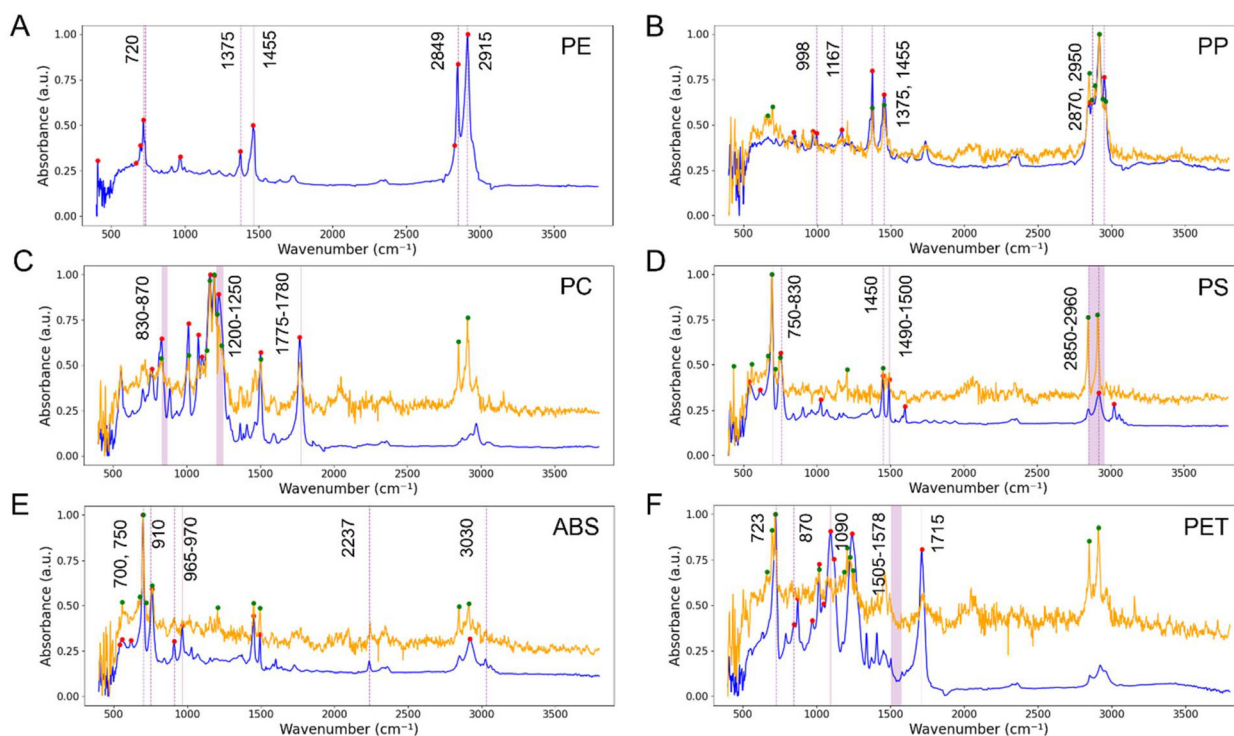 A
PE
Absorbance (a.u.)
1.00
0.75
0.50
0.25
0.00
720
1375
1455
2849
2915
500 1000 1500 2000 2500 3000 3500
Wavenumber (cm⁻¹)
B
PP
Absorbance (a.u.)
1.00
0.75
0.50
0.25
0.00
998
1167
1375, 1455
2870, 2950
500 1000 1500 2000 2500 3000 3500
Wavenumber (cm⁻¹)
C
PC
Absorbance (a.u.)
1.00
0.75
0.50
0.25
0.00
830-870
1200-1250
1775-1780
500 1000 1500 2000 2500 3000 3500
Wavenumber (cm⁻¹)
D
PS
Absorbance (a.u.)
1.00
0.75
0.50
0.25
0.00
750-830
1450
1490-1500
2850-2960
500 1000 1500 2000 2500 3000 3500
Wavenumber (cm⁻¹)
E
ABS
Absorbance (a.u.)
1.00
0.75
0.50
0.25
0.00
700, 750
910
965-970
2237
3030
500 1000 1500 2000 2500 3000 3500
Wavenumber (cm⁻¹)
F
PET
Absorbance (a.u.)
1.00
0.75
0.50
0.25
0.00
723
870
1090
1505-1578
1715
500 1000 1500 2000 2500 3000 3500
Wavenumber (cm⁻¹)